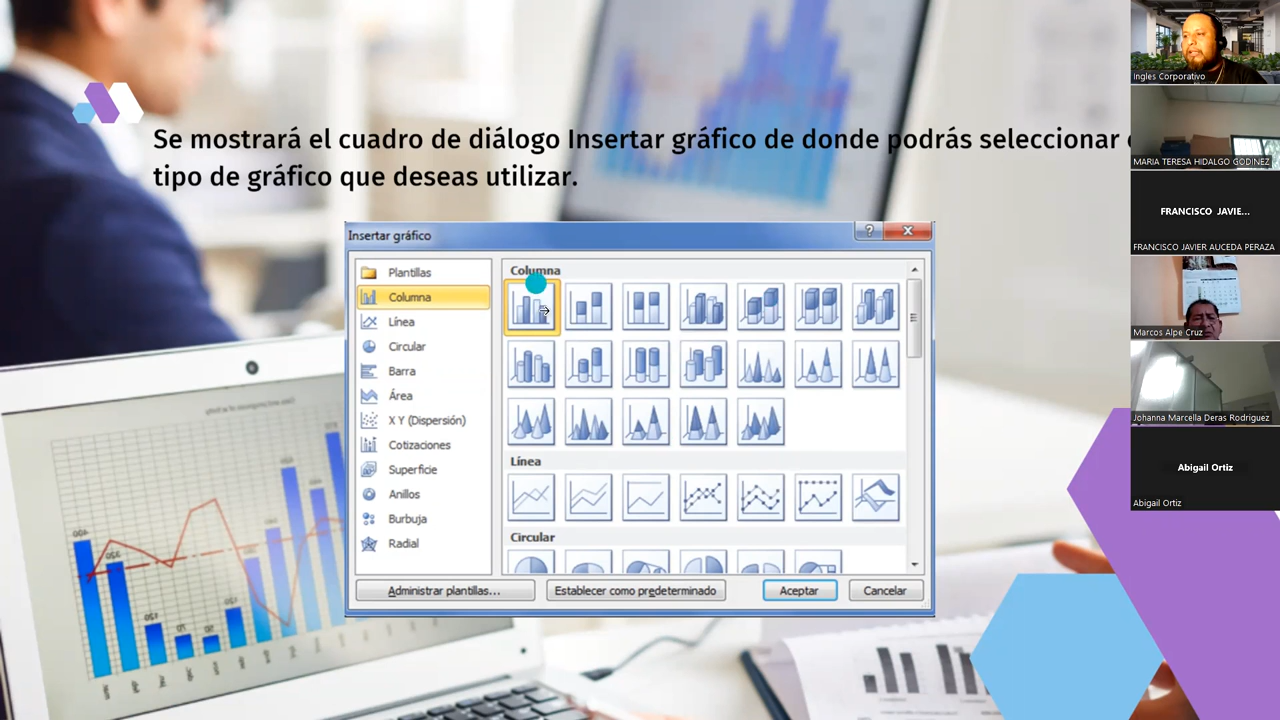 Se mostrará el cuadro de diálogo Insertar gráfico de donde podrás seleccionar
tipo de gráfico que deseas utilizar.
Insertar gráfico
?
Plantillas
Columna
Línea
Circular
Barra
Área
X Y (Dispersión)
Cotizaciones
Superficie
Anillos
Burbuja
Radial
Columna
Línea
Circular
Administrar plantillas...
Establecer como predeterminado
Aceptar
Cancelar
Ingles Corporativo
MARIA TERESA HIDALGO GODINEZ
FRANCISCO JAVIE...
FRANCISCO JAVIER AUCEDA PERAZA
Marcos Alpe Cruz
Johanna Marcella Deras Rodriguez
Abigail Ortiz
Abigail Ortiz